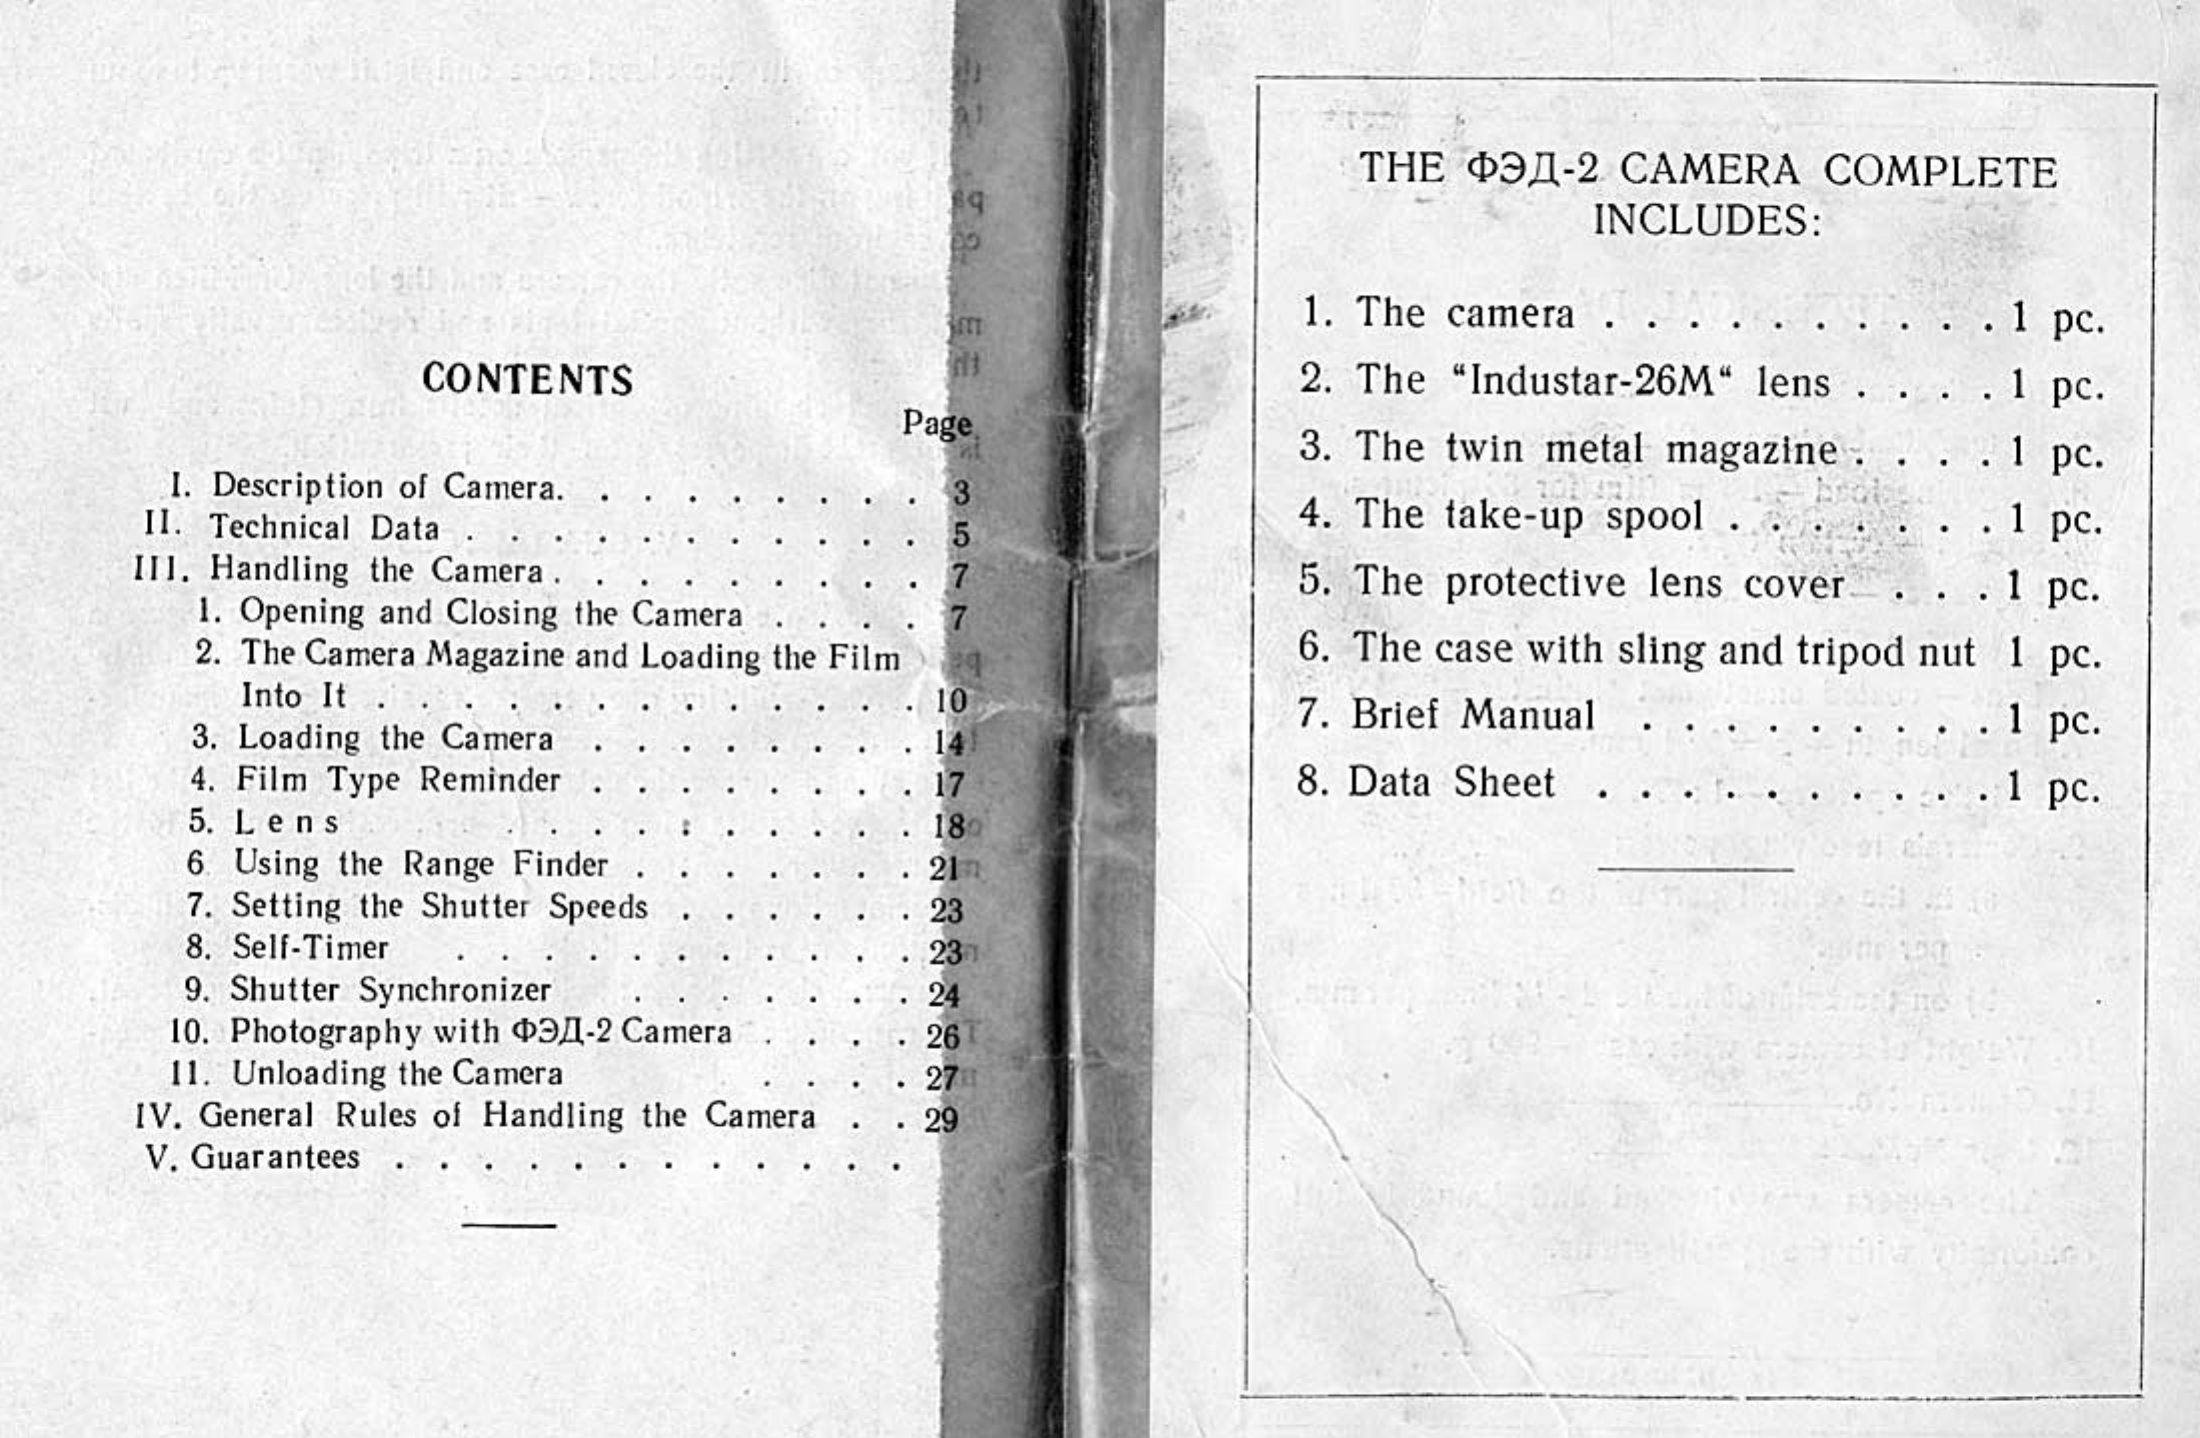 CONTENTS
Page
I. Description of Camera. . . . . . . . . 3
II. Technical Data . . . . . . . . . . . 5
III. Handling the Camera . . . . . . . . . 7
1. Opening and Closing the Camera . . . . 7
2. The Camera Magazine and Loading the Film
Into It . . . . . . . . . . . . . 10
3. Loading the Camera . . . . . . . . 14
4. Film Type Reminder . . . . . . . . 17
5. Lens . . . . . . . . . . 18
6 Using the Range Finder . . . . . . . 21
7. Setting the Shutter Speeds . . . . . . 23
8. Self-Timer . . . . . . . . . . . 23
9. Shutter Synchronizer . . . . . . . 24
10. Photography with ФЭД-2 Camera . . . . 26
11. Unloading the Camera . . . . 27
IV. General Rules of Handling the Camera . . 29
V. Guarantees . . . . . . . . . . . .
THE ФЭД-2 CAMERA COMPLETE
INCLUDES:
1. The camera . . . . . . . . . . 1 pc.
2. The “Industar-26M“ lens . . . . 1 pc.
3. The twin metal magazine . . . . 1 pc.
4. The take-up spool . . . . . . . 1 pc.
5. The protective lens cover . . . 1 pc.
6. The case with sling and tripod nut 1 pc.
7. Brief Manual . . . . . . . . . 1 pc.
8. Data Sheet . . . . . . . . . . 1 pc.